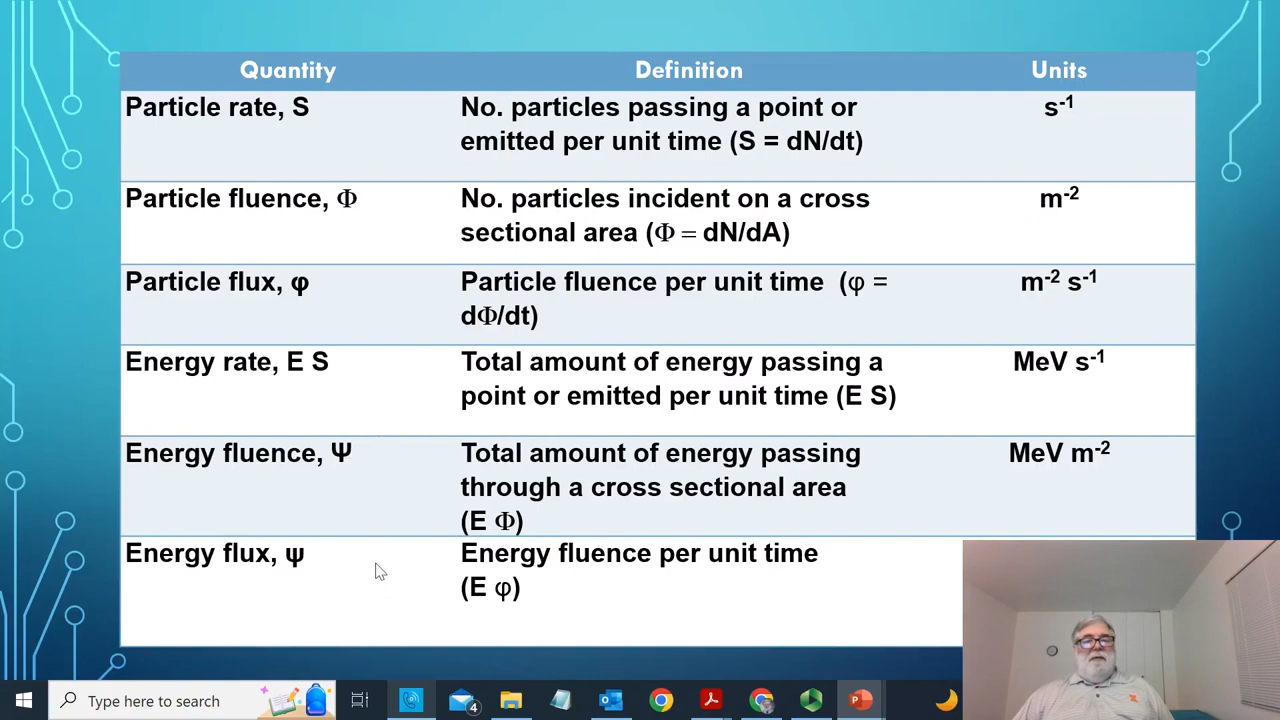 Quantity Definition Units
Particle rate, S No. particles passing a point or s-1
emitted per unit time (S = dN/dt)
Particle fluence, Φ No. particles incident on a cross m-2
sectional area (Φ = dN/dA)
Particle flux, φ Particle fluence per unit time (φ = m-2 s-1
dΦ/dt)
Energy rate, E S Total amount of energy passing a MeV s-1
point or emitted per unit time (E S)
Energy fluence, Ψ Total amount of energy passing MeV m-2
through a cross sectional area
(E Φ)
Energy flux, ψ Energy fluence per unit time
(E φ)
Type here to search
4